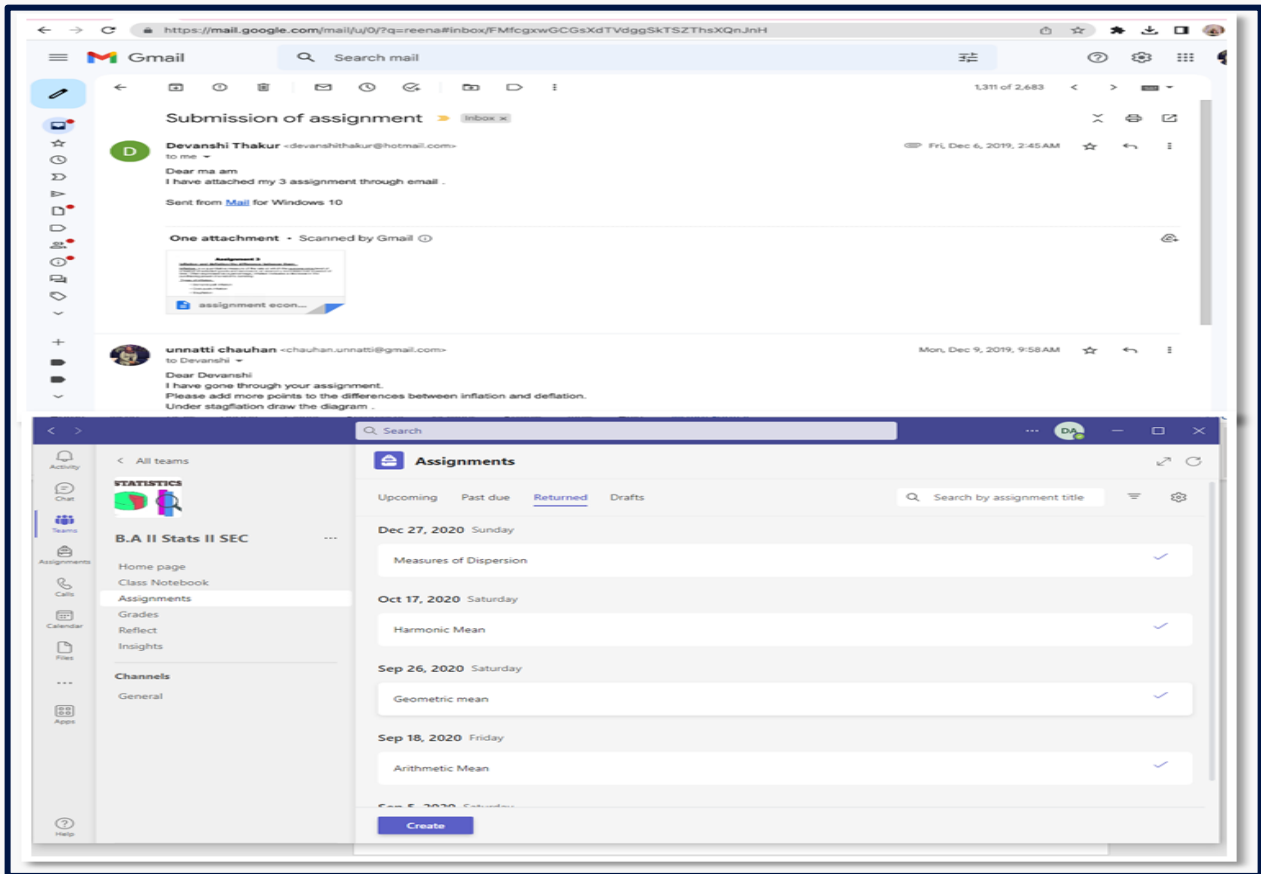 https://mail.google.com/mail/u/0/?q=reena#inbox/FMfcgxwGCGsXdTVdggSkTSZThsXQnJnH
Gmail
Search mail
1,311 of 2,683
Submission of assignment
Inbox ×
D
Devanshi Thakur <devanshithakur@hotmail.com>
Fri, Dec 6, 2019, 2:45 AM
to me
Dear ma am
I have attached my 3 assignment through email .
Sent from Mail for Windows 10
One attachment • Scanned by Gmail
Assignment 3
assignment econ...
unnatti chauhan <chauhan.unnatti@gmail.com>
Mon, Dec 9, 2019, 9:58 AM
to Devanshi
Dear Devanshi
I have gone through your assignment.
Please add more points to the differences between inflation and deflation.
Under stagflation draw the diagram .
Search
DA
Activity
Chat
Teams
Assignments
Calls
Calendar
Files
Apps
Help
All teams
STATISTICS
B.A II Stats II SEC
Home page
Class Notebook
Assignments
Grades
Reflect
Insights
Channels
General
Assignments
Upcoming Past due Returned Drafts
Search by assignment title
Dec 27, 2020 Sunday
Measures of Dispersion
Oct 17, 2020 Saturday
Harmonic Mean
Sep 26, 2020 Saturday
Geometric mean
Sep 18, 2020 Friday
Arithmetic Mean
Sep 5, 2020 Saturday
Create